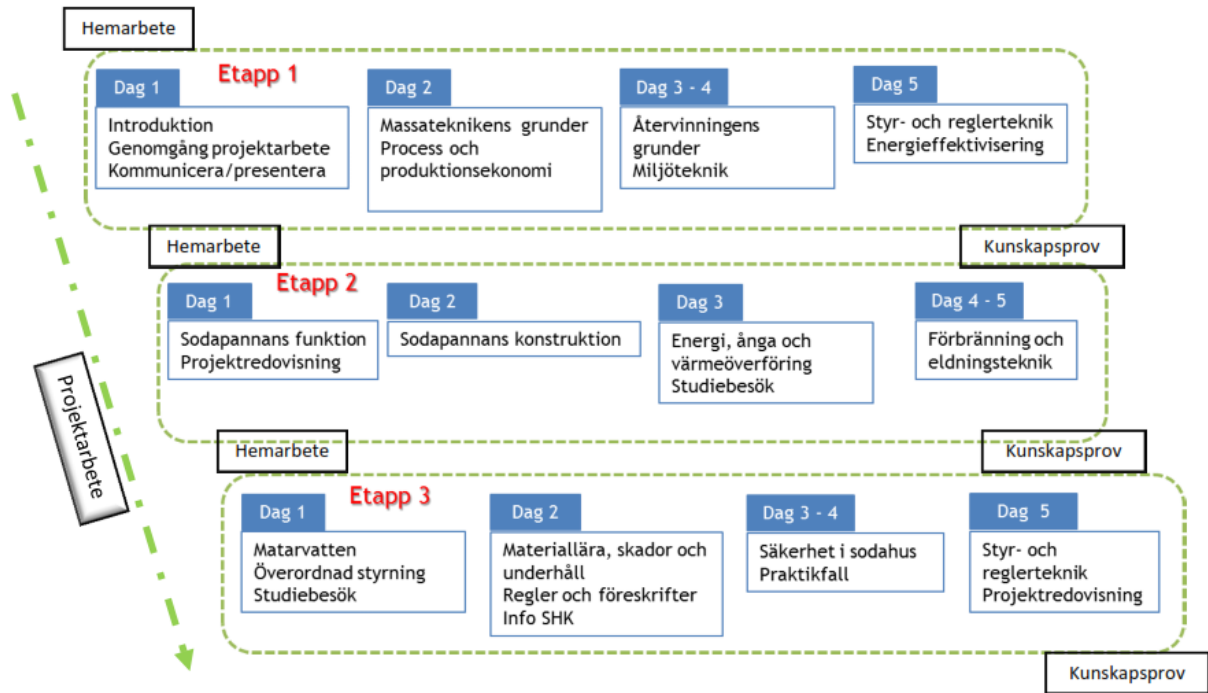 Hemarbete
Etapp 1
Dag 1
Introduktion
Genomgång projektarbete
Kommunicera/presentera
Dag 2
Massateknikens grunder
Process och
produktionsekonomi
Dag 3 - 4
Återvinningens
grunder
Miljöteknik
Dag 5
Styr- och reglerteknik
Energieffektivisering
Hemarbete
Kunskapsprov
Etapp 2
Dag 1
Sodapannans funktion
Projektredovisning
Dag 2
Sodapannans konstruktion
Dag 3
Energi, ånga och
värmeöverföring
Studiebesök
Dag 4 - 5
Förbränning och
eldningsteknik
Projektarbete
Hemarbete
Kunskapsprov
Etapp 3
Dag 1
Matarvatten
Överordnad styrning
Studiebesök
Dag 2
Materiallära, skador och
underhåll
Regler och föreskrifter
Info SHK
Dag 3 - 4
Säkerhet i sodahus
Praktikfall
Dag 5
Styr- och
reglerteknik
Projektredovisning
Kunskapsprov